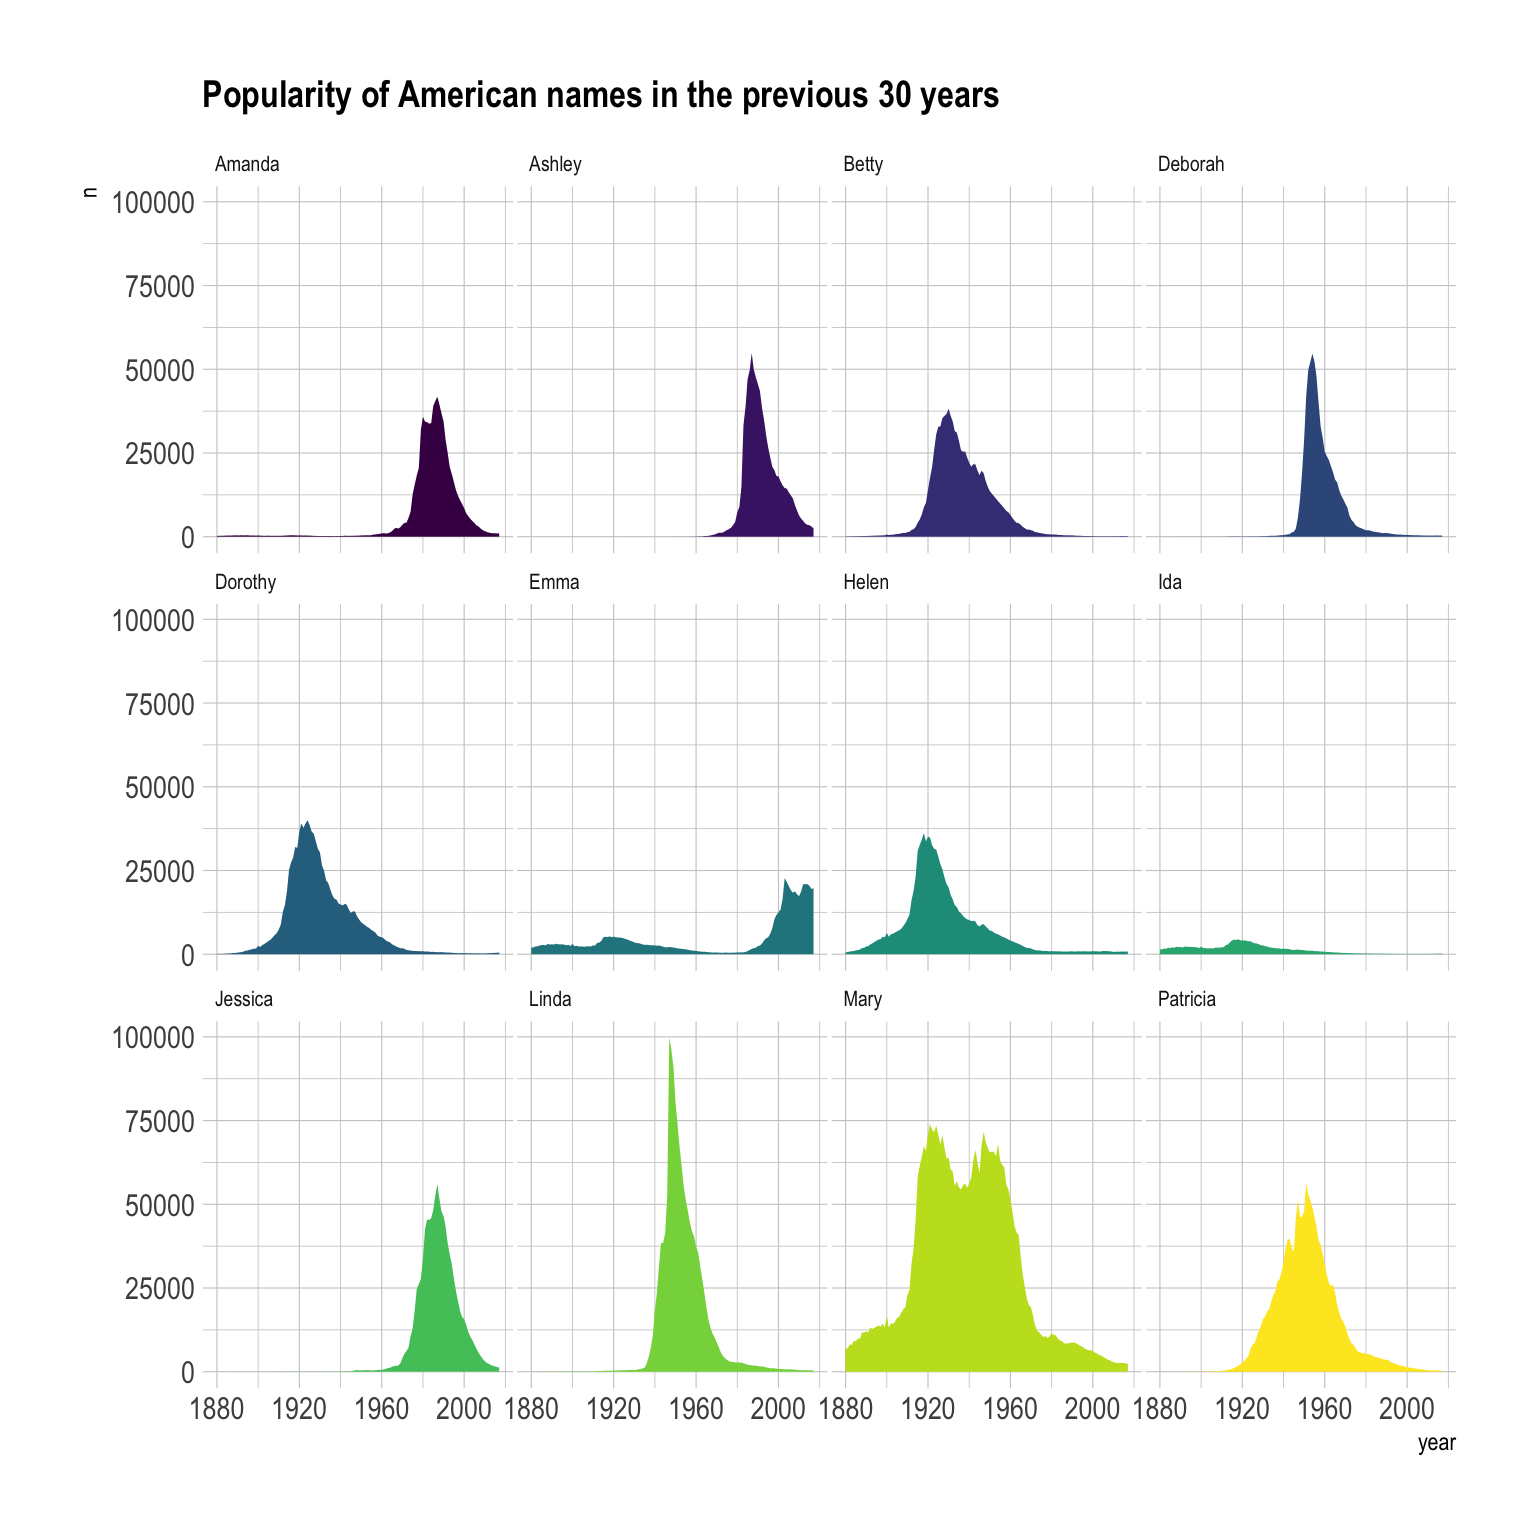 Popularity of American names in the previous 30 years
Amanda Ashley Betty Deborah
n
100000
75000
50000
25000
0
Dorothy Emma Helen Ida
100000
75000
50000
25000
0
Jessica Linda Mary Patricia
100000
75000
50000
25000
0
1880 1920 1960 2000 1880 1920 1960 2000 1880 1920 1960 2000 1880 1920 1960 2000
year